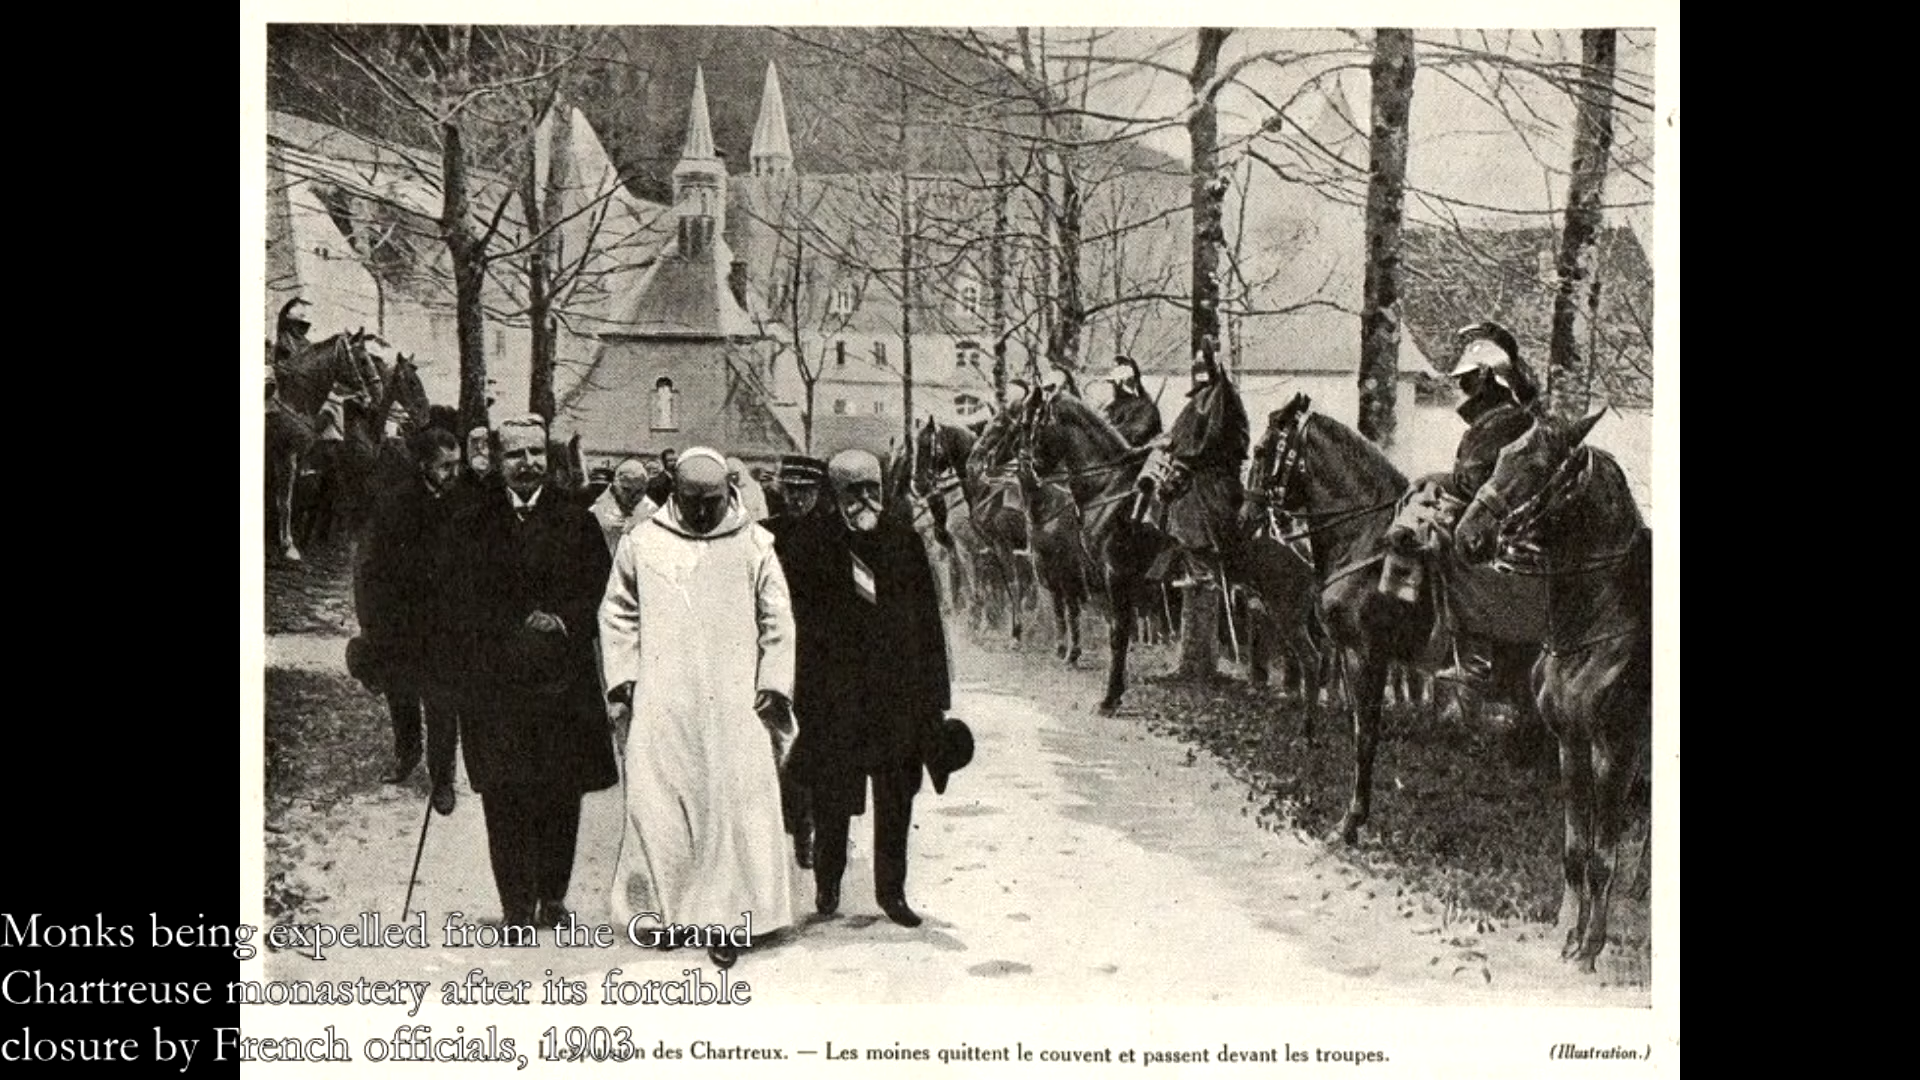 Monks being expelled from the Grand
Chartreuse monastery after its forcible
closure by French officials, 1903
des Chartreux. — Les moines quittent le couvent et passent devant les troupes.
(Illustration.)